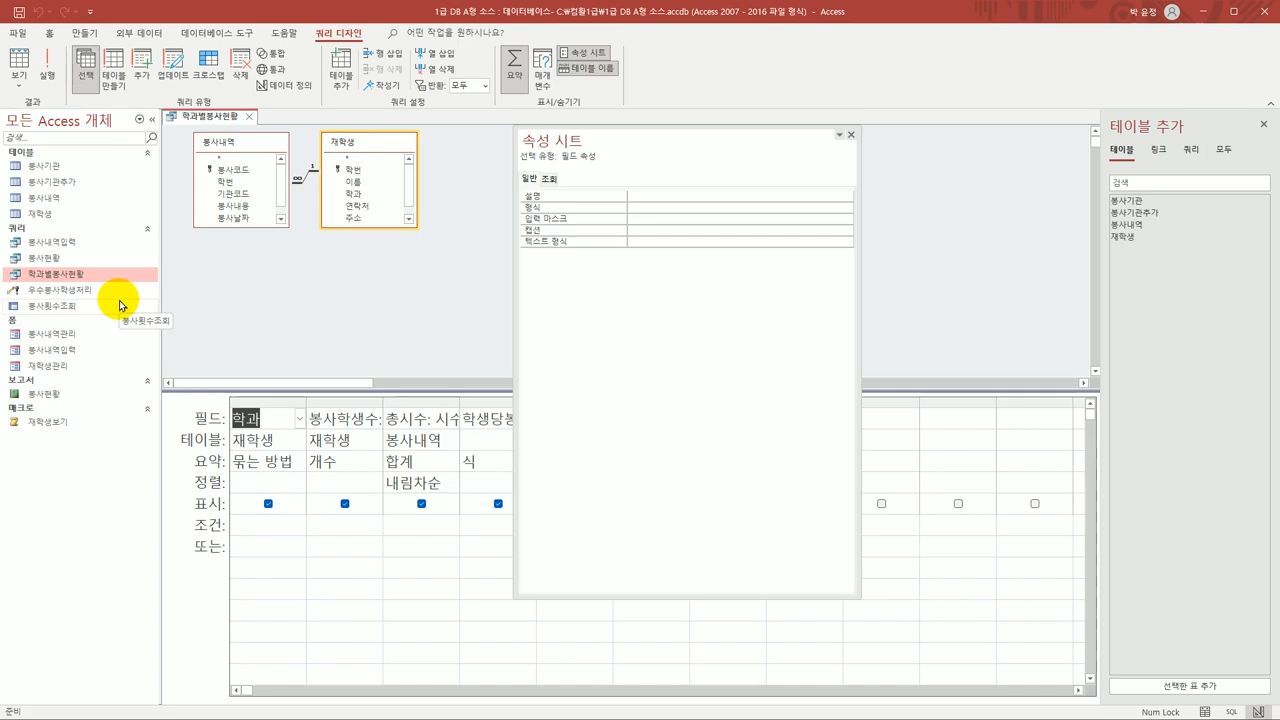 1급 DB A형 소스 : 데이터베이스- C:₩컴활1급₩1급 DB A형 소스.accdb (Access 2007 - 2016 파일 형식) - Access
박 윤정
파일 홈 만들기 외부 데이터 데이터베이스 도구 도움말 쿼리 디자인 어떤 작업을 원하시나요?
보기 실행 선택 테이블 만들기 추가 업데이트 크로스탭 삭제 통합 통과 데이터 정의
테이블 추가 행 삽입 행 삭제 작성기 열 삽입 열 삭제 반환: 모두
요약 매개 변수 속성 시트 테이블 이름
결과 쿼리 유형 쿼리 설정 표시/숨기기
모든 Access 개체
검색...
테이블
봉사기관
봉사기관추가
봉사내역
재학생
쿼리
봉사내역입력
봉사현황
학과별봉사현황
우수봉사학생처리
봉사횟수조회
봉사횟수조회
폼
봉사내역관리
봉사내역입력
재학생관리
보고서
봉사현황
매크로
재학생보기
학과별봉사현황
봉사내역
*
봉사코드
학번
기관코드
봉사내용
봉사날짜
∞ 1
재학생
*
학번
이름
학과
연락처
주소
속성 시트
선택 유형: 필드 속성
일반 조회
설명
형식
입력 마스크
캡션
텍스트 형식
필드: 학과 봉사학생수: 총시수: 시수 학생당봉
테이블: 재학생 재학생 봉사내역
요약: 묶는 방법 개수 합계 식
정렬: 내림차순
표시:
조건:
또는:
테이블 추가
테이블 링크 쿼리 모두
검색
봉사기관
봉사기관추가
봉사내역
재학생
선택한 표 추가
준비
Num Lock
SQL